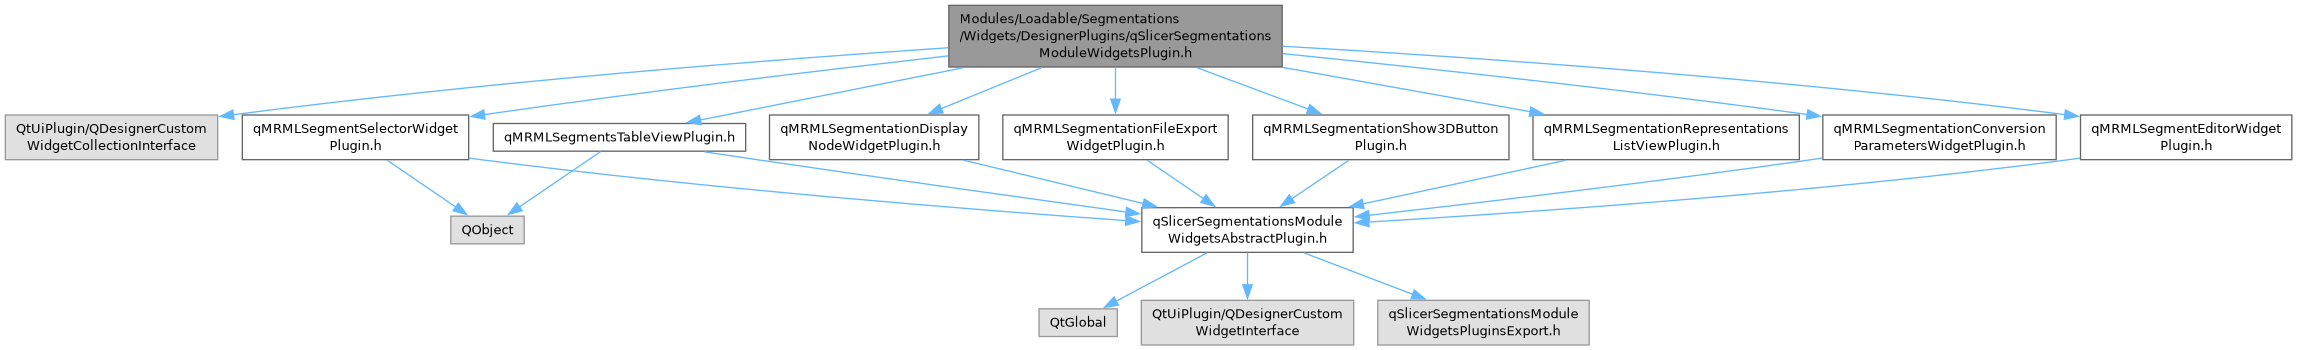 Modules/Loadable/Segmentations
/Widgets/DesignerPlugins/qSlicerSegmentations
ModuleWidgetsPlugin.h
QtUiPlugin/QDesignerCustom
WidgetCollectionInterface
qMRMLSegmentSelectorWidget
Plugin.h
qMRMLSegmentsTableViewPlugin.h
qMRMLSegmentationDisplay
NodeWidgetPlugin.h
qMRMLSegmentationFileExport
WidgetPlugin.h
qMRMLSegmentationShow3DButton
Plugin.h
qMRMLSegmentationRepresentations
ListViewPlugin.h
qMRMLSegmentationConversion
ParametersWidgetPlugin.h
qMRMLSegmentEditorWidget
Plugin.h
QObject
qSlicerSegmentationsModule
WidgetsAbstractPlugin.h
QtGlobal
QtUiPlugin/QDesignerCustom
WidgetInterface
qSlicerSegmentationsModule
WidgetsPluginsExport.h